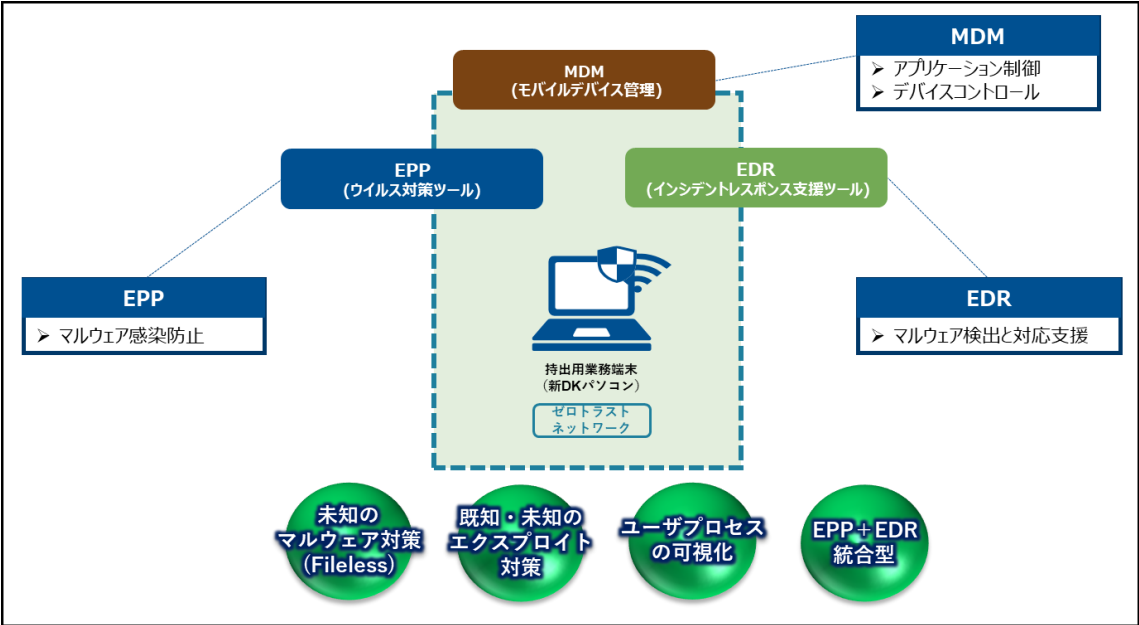 MDM
(モバイルデバイス管理)
MDM
➢ アプリケーション制御
➢ デバイスコントロール
EPP
(ウイルス対策ツール)
EDR
(インシデントレスポンス支援ツール)
EPP
➢ マルウェア感染防止
EDR
➢ マルウェア検出と対応支援
持出用業務端末
(新DKパソコン)
ゼロトラスト
ネットワーク
未知の
マルウェア対策
(Fileless)
既知・未知の
エクスプロイト
対策
ユーザプロセス
の可視化
EPP+EDR
統合型